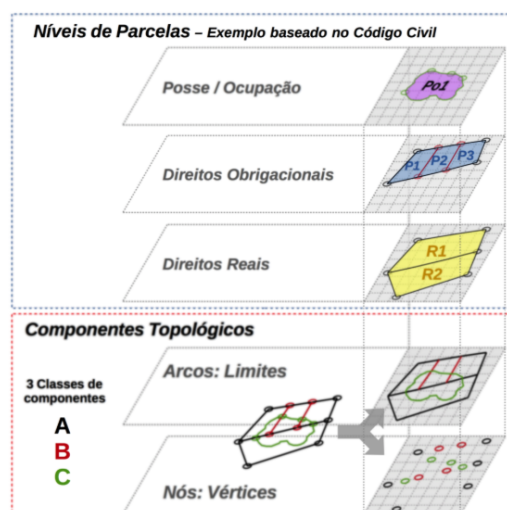 Níveis de Parcelas – Exemplo baseado no Código Civil
Posse / Ocupação
Po1
Direitos Obrigacionais
P1 P2 P3
Direitos Reais
R1
R2
Componentes Topológicos
Arcos: Limites
3 Classes de
componentes
A
B
C
Nós: Vértices